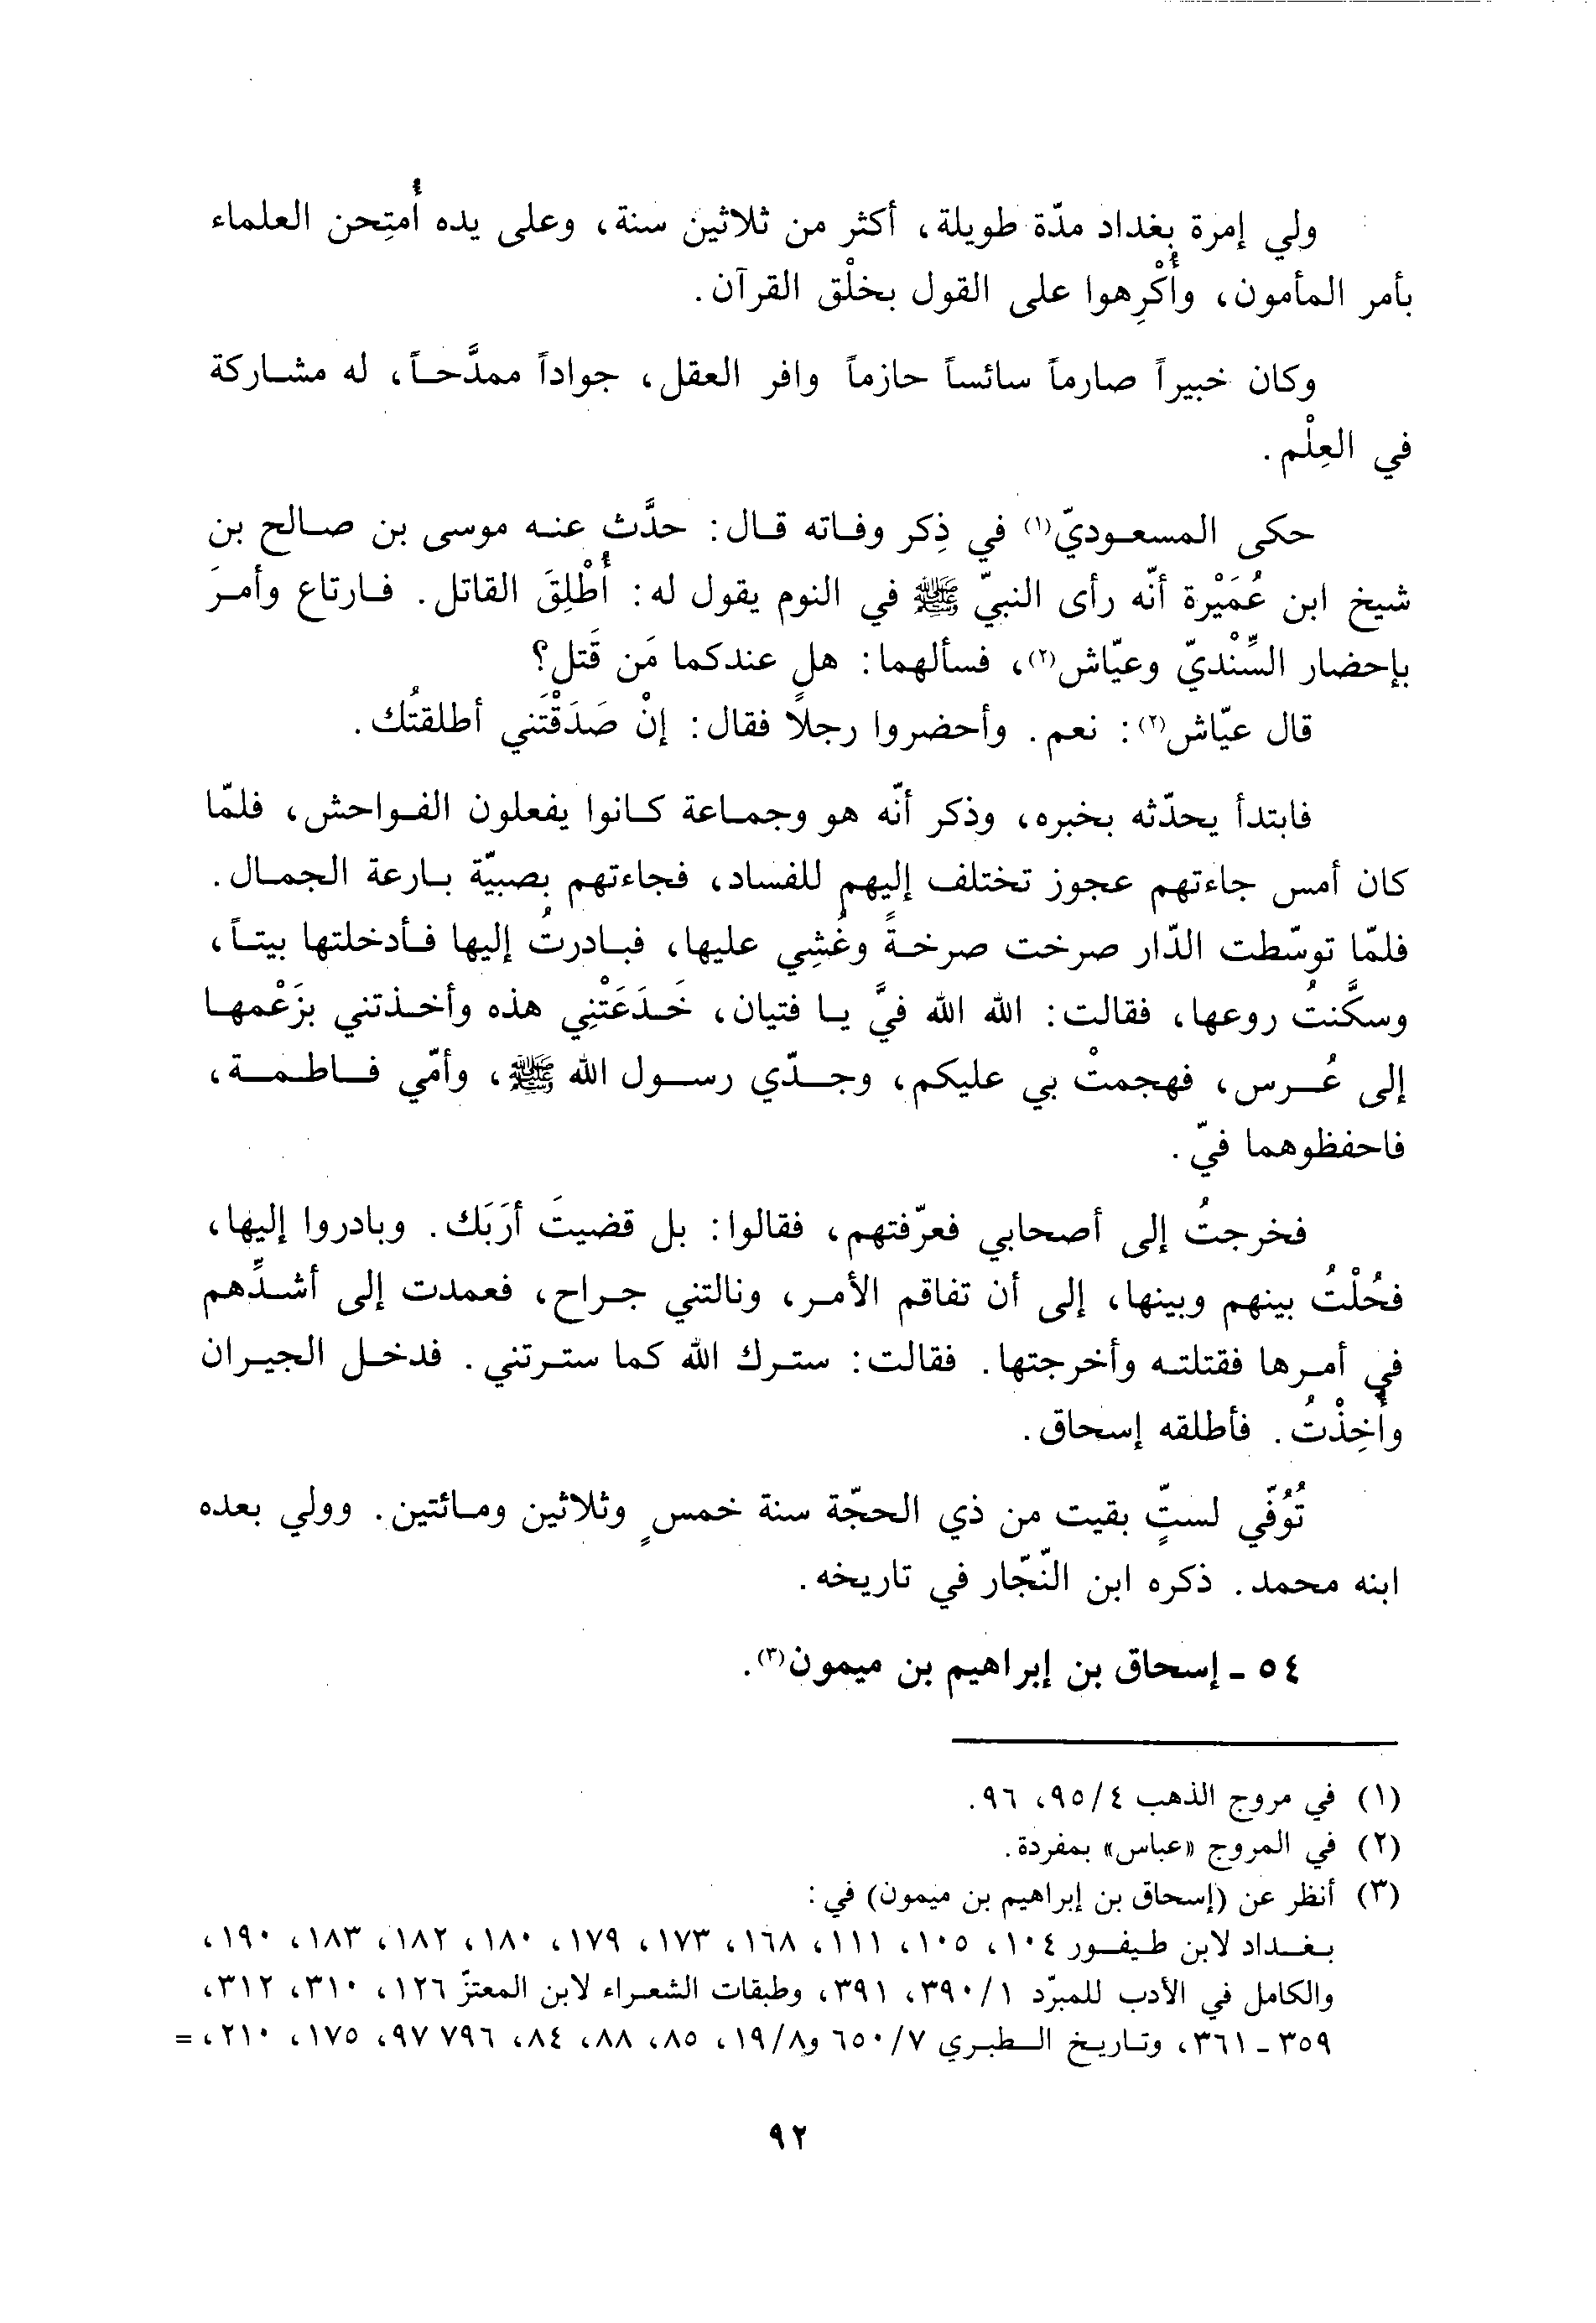 ولي إمرة بغداد مدّة طويلة، أكثر من ثلاثين سنة، وعلى يده أُمتِحن العلماء
بأمر المأمون، وأُكْرِهوا على القول بخلْق القرآن.
وكان خبيراً صارماً سائساً حازماً وافر العقل، جواداً ممدَّحاً، له مشاركة
في العِلْم.
حكى المسعوديّ(١) في ذِكر وفاته قال: حدَّث عنه موسى بن صالح بن
شيخ ابن عُمَيْرة أنّه رأى النبيّ ﷺ في النوم يقول له: أُطْلِقَ القاتل. فارتاع وأمرَ
بإحضار السِّنْديّ وعيّاش(٢)، فسألهما: هل عندكما مَن قَتل؟
قال عيّاش(٢): نعم. وأحضروا رجلاً فقال: إنْ صَدَقْتَني أطلقتُك.
فابتدأ يحدّثه بخبره، وذكر أنّه هو وجماعة كانوا يفعلون الفواحش، فلمّا
كان أمس جاءتهم عجوز تختلف إليهم للفساد، فجاءتهم بصبيّة بارعة الجمال.
فلمّا توسّطت الدّار صرخت صرخةً وغُشِي عليها، فبادرتُ إليها فأدخلتها بيتاً،
وسكَّنتُ روعها، فقالت: الله الله فيَّ يا فتيان، خَدَعَتْنِي هذه وأخذتني بزَعْمها
إلى عُرس، فهجمتْ بي عليكم، وجدّي رسول الله ﷺ، وأمّي فاطمة،
فاحفظوهما فيّ.
فخرجتُ إلى أصحابي فعرّفتهم، فقالوا: بل قضيتَ أرَبَك. وبادروا إليها،
فحُلْتُ بينهم وبينها، إلى أن تفاقم الأمر، ونالتني جراح، فعمدت إلى أشدِّهم
في أمرها فقتلته وأخرجتها. فقالت: سترك الله كما سترتني. فدخل الجيران
وأُخِذْتُ. فأطلقه إسحاق.
تُوُفّي لستٍّ بقيت من ذي الحجّة سنة خمسٍ وثلاثين ومائتين. وولي بعده
ابنه محمد. ذكره ابن النّجّار في تاريخه.
٥٤ - إسحاق بن إبراهيم بن ميمون(٣).
(١) في مروج الذهب ٩٥/٤، ٩٦.
(٢) في المروج «عباس» بمفردة.
(٣) أنظر عن (إسحاق بن إبراهيم بن ميمون) في:
بغداد لابن طيفور ١٠٤، ١٠٥، ١١١، ١٦٨، ١٧٣، ١٧٩، ١٨٠، ١٨٢، ١٨٣، ١٩٠،
والكامل في الأدب للمبرّد ٣٩٠/١، ٣٩١، وطبقات الشعراء لابن المعتزّ ١٢٦، ٣١٠، ٣١٢،
٣٥٩ - ٣٦١، وتاريخ الطبري ٦٥٠/٧ و١٩/٨، ٨٥، ٨٨، ٨٤، ٧٩٦ ٩٧، ١٧٥، ٢١٠، =
٩٢